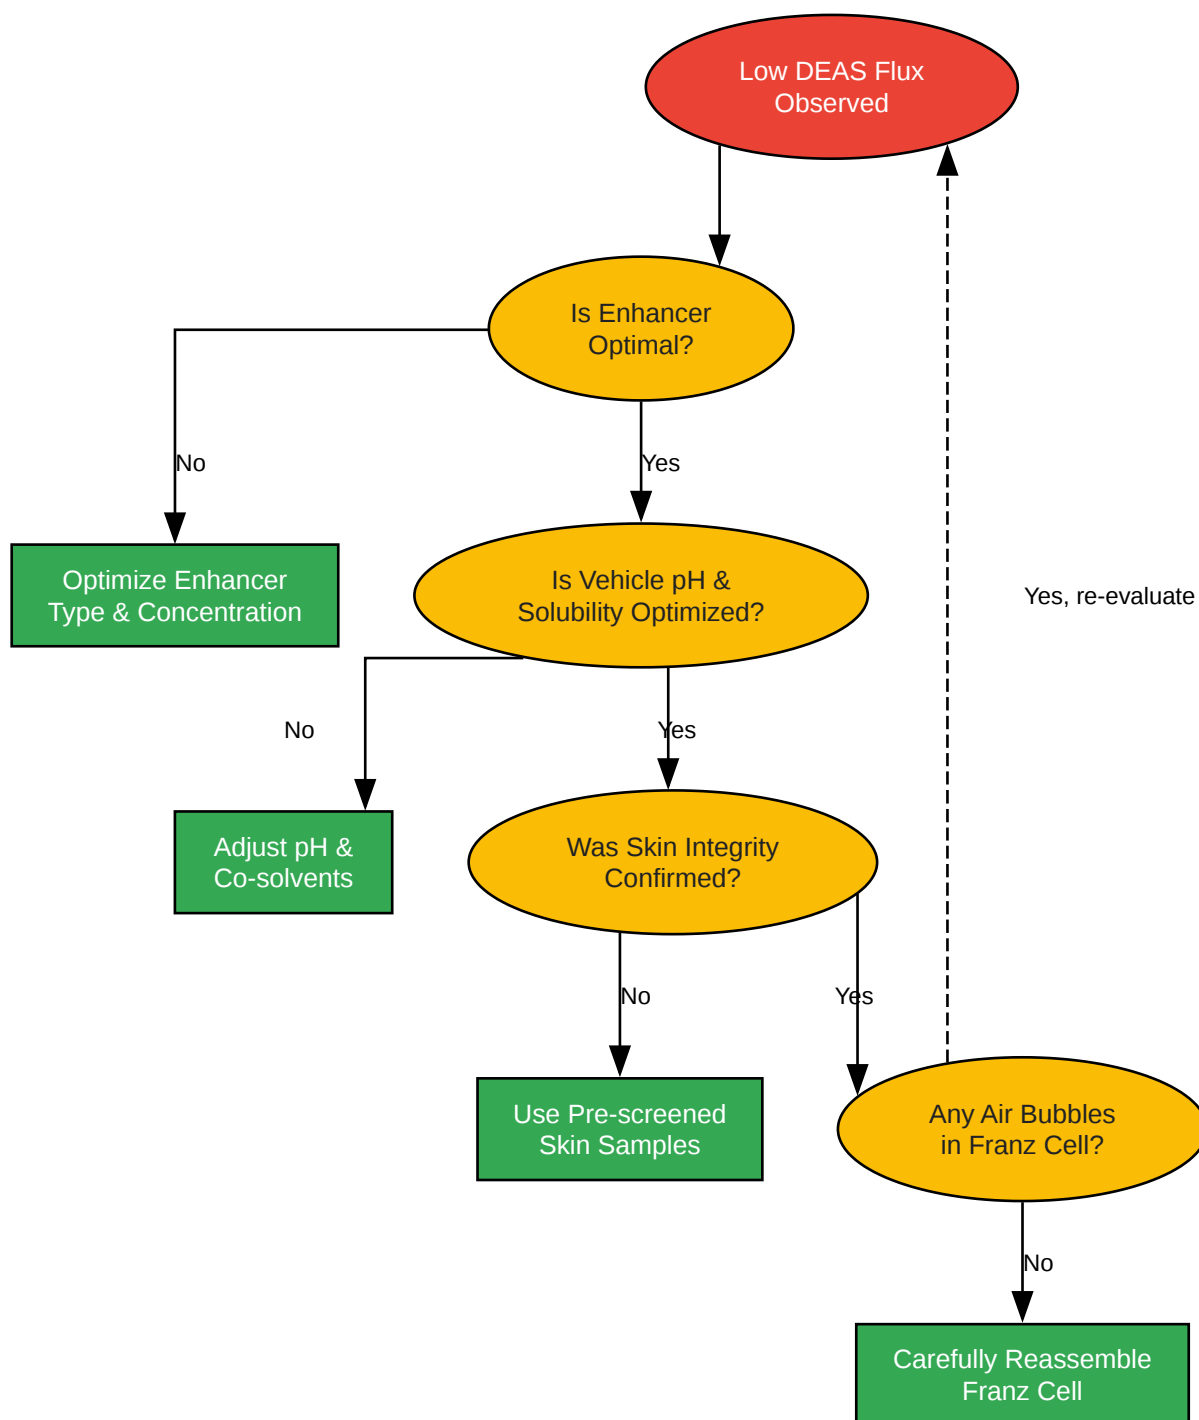 Low DEAS Flux
Observed
Is Enhancer
Optimal?
No
Yes
Optimize Enhancer
Type & Concentration
Is Vehicle pH &
Solubility Optimized?
Yes, re-evaluate
No
Yes
Adjust pH &
Co-solvents
Was Skin Integrity
Confirmed?
No
Yes
Use Pre-screened
Skin Samples
Any Air Bubbles
in Franz Cell?
No
Carefully Reassemble
Franz Cell